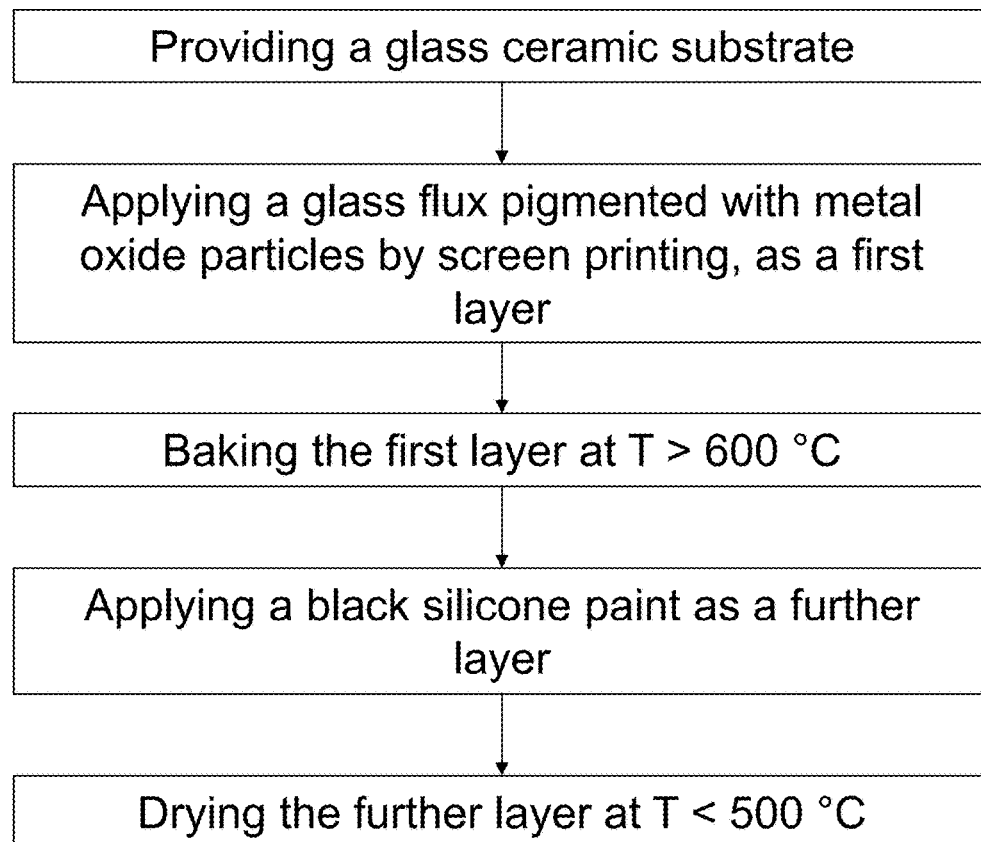 Providing a glass ceramic substrate
Applying a glass flux pigmented with metal
oxide particles by screen printing, as a first
layer
Baking the first layer at T > 600 °C
Applying a black silicone paint as a further
layer
Drying the further layer at T < 500 °C